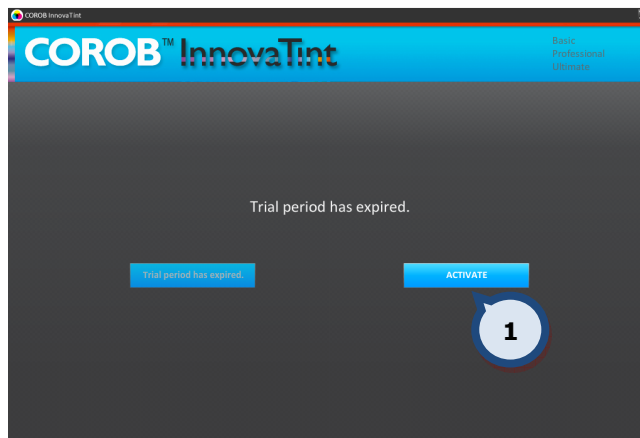 COROB InnovaTint
COROB™ InnovaTint
Basic
Professional
Ultimate
Trial period has expired.
Trial period has expired.
ACTIVATE
1